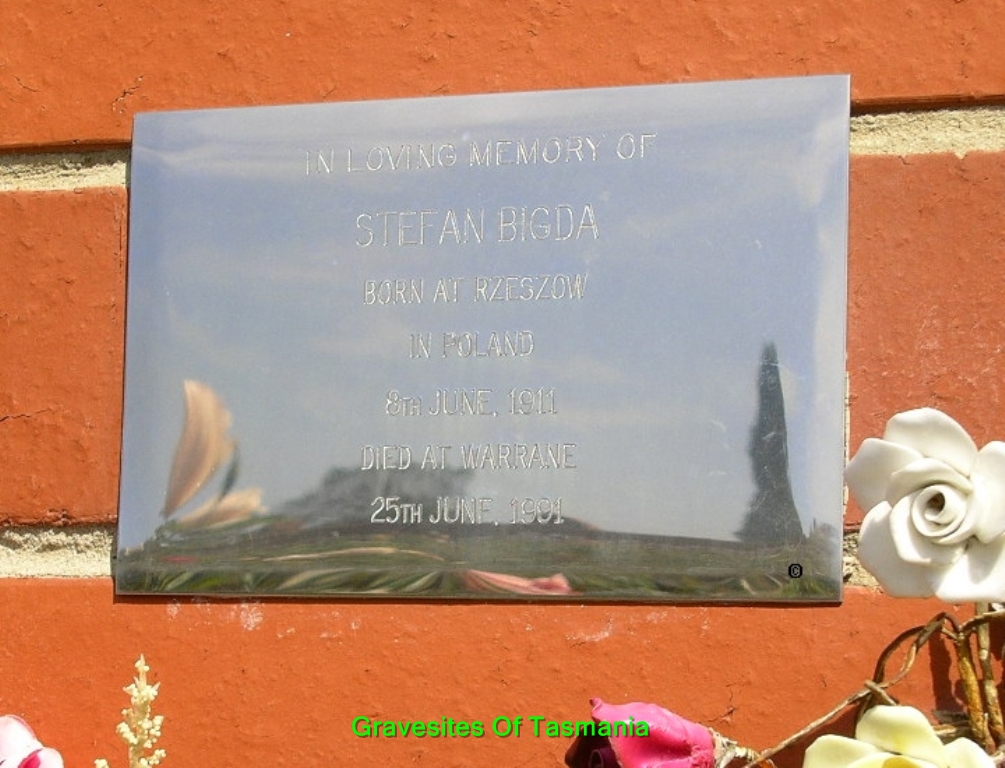 IN LOVING MEMORY OF
STEFAN BIGDA
BORN AT RZESZOW
IN POLAND
8TH JUNE, 1911
DIED AT WARRANE
25TH JUNE, 1991
©
Gravesites Of Tasmania